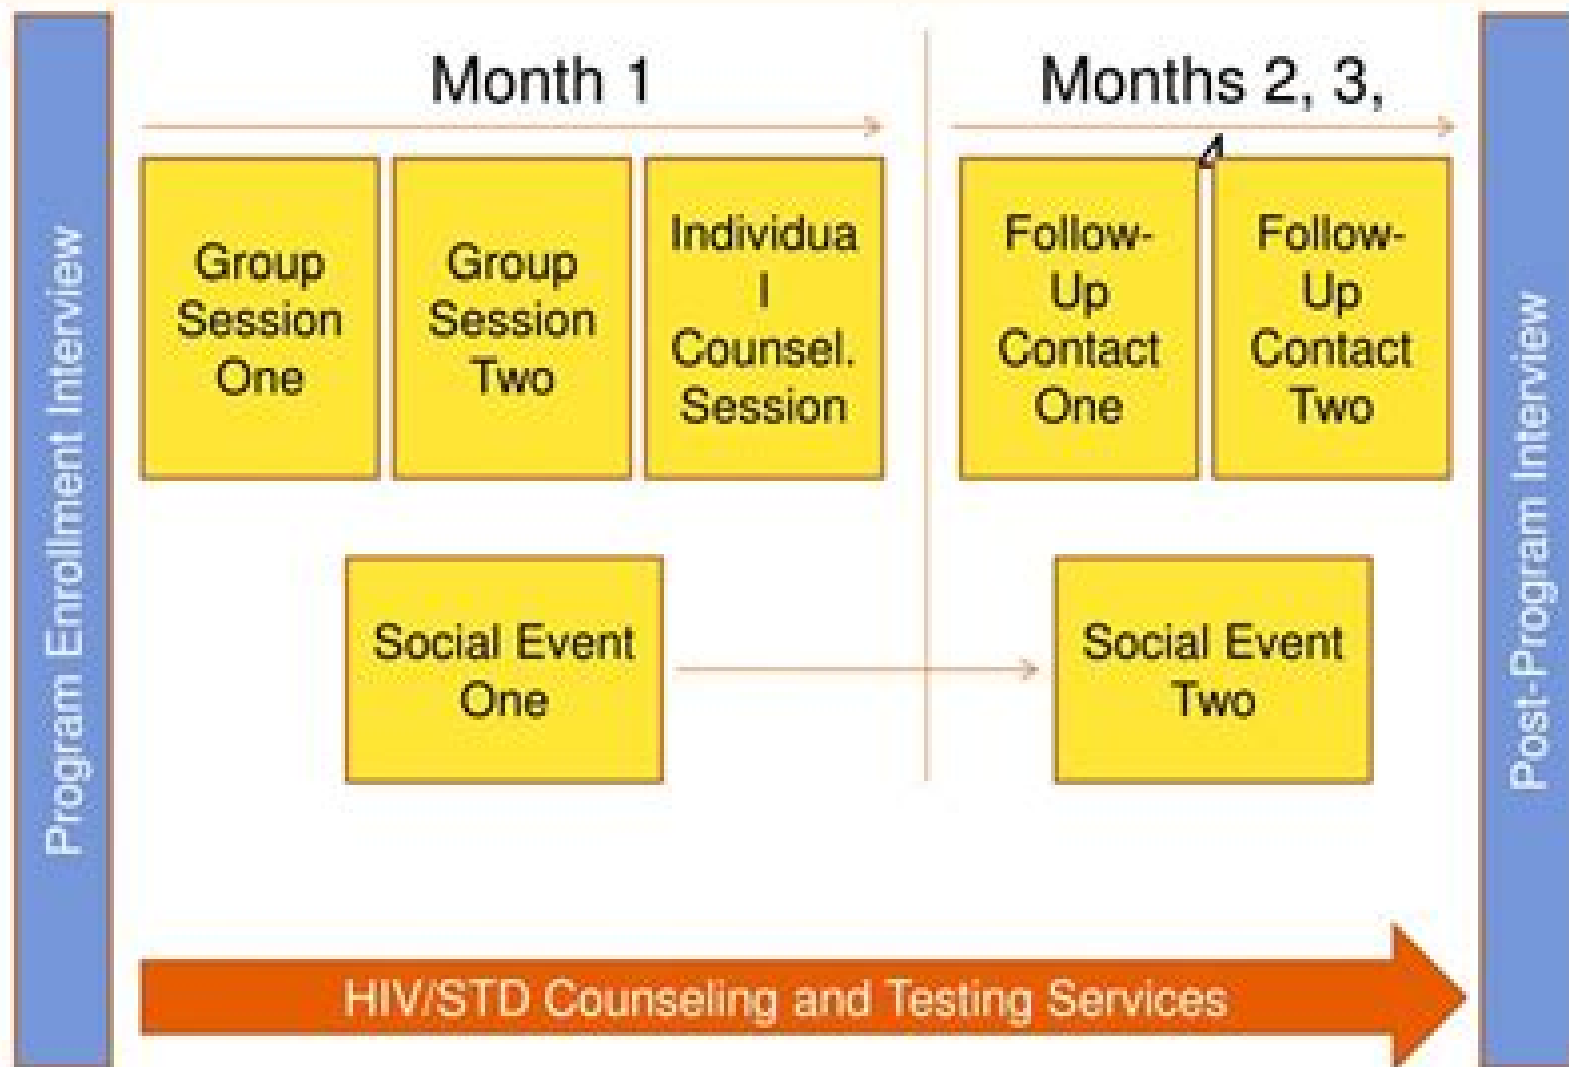 Program Enrollment Interview
Month 1
Months 2, 3,
4
Group
Session
One
Group
Session
Two
Individua
l
Counsel.
Session
Follow-
Up
Contact
One
Follow-
Up
Contact
Two
Social Event
One
Social Event
Two
HIV/STD Counseling and Testing Services
Post-Program Interview